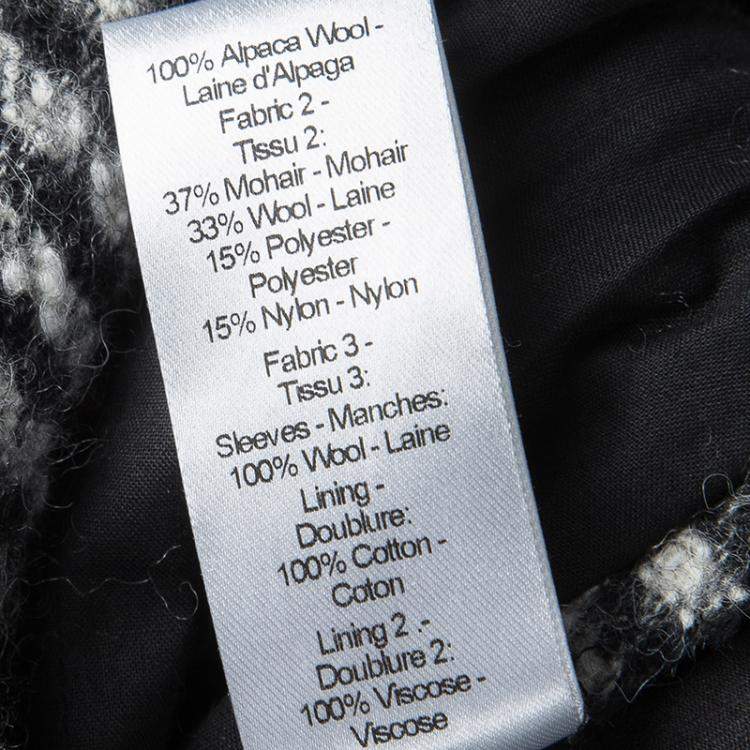 100% Alpaca Wool -
Laine d'Alpaga
Fabric 2 -
Tissu 2:
37% Mohair - Mohair
33% Wool - Laine
15% Polyester -
Polyester
15% Nylon - Nylon
Fabric 3 -
Tissu 3:
Sleeves - Manches:
100% Wool - Laine
Lining -
Doublure:
100% Cotton -
Coton
Lining 2 .-
Doublure 2:
100% Viscose -
Viscose